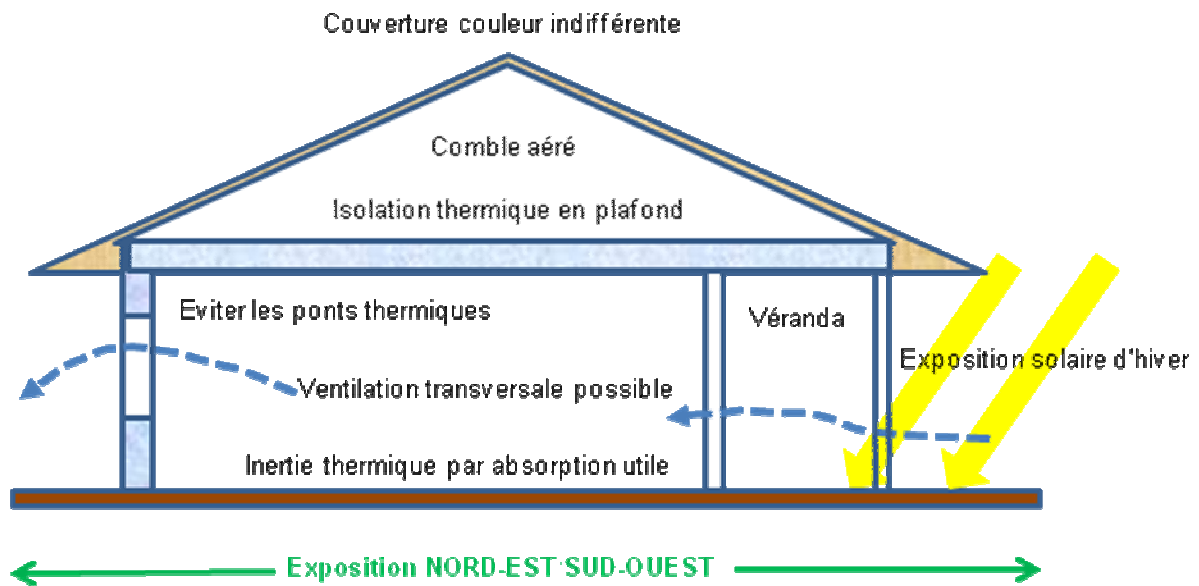 Couverture couleur indifférente
Comble aéré
Isolation thermique en plafond
Eviter les ponts thermiques
Véranda
Exposition solaire d'hiver
Ventilation transversale possible
Inertie thermique par absorption utile
Exposition NORD-EST SUD-OUEST